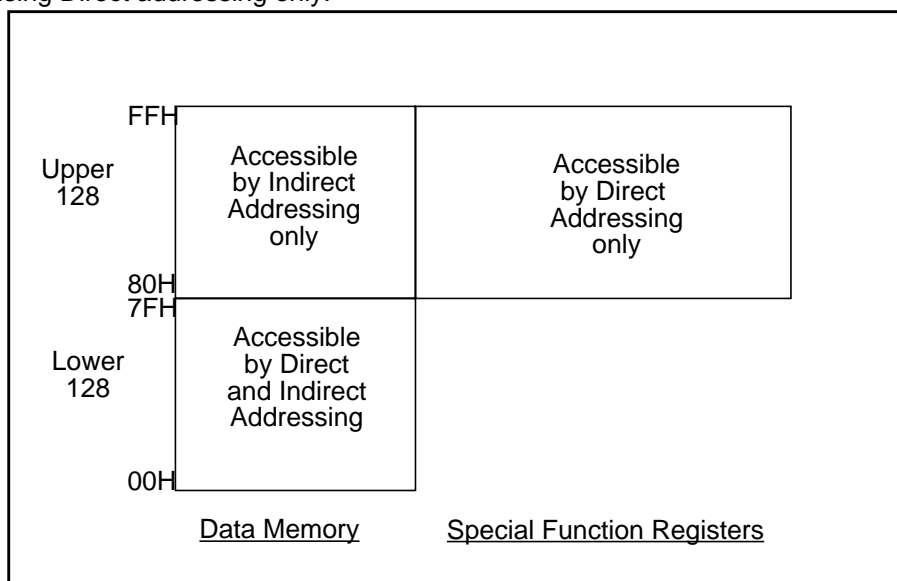 sing Direct addressing only.
FFH
Upper
128
80H
Accessible
by Indirect
Addressing
only
Accessible
by Direct
Addressing
only
7FH
Lower
128
00H
Accessible
by Direct
and Indirect
Addressing
Data Memory
Special Function Registers